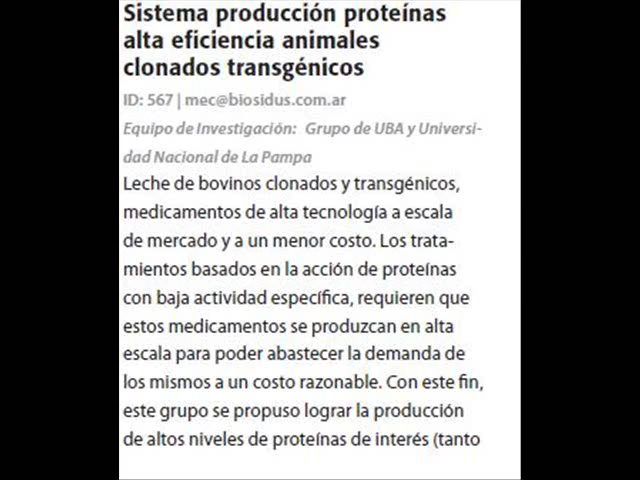 Sistema producción proteínas
alta eficiencia animales
clonados transgénicos
ID: 567 | mec@biosidus.com.ar
Equipo de Investigación: Grupo de UBA y Universi-
dad Nacional de La Pampa
Leche de bovinos clonados y transgénicos,
medicamentos de alta tecnología a escala
de mercado y a un menor costo. Los trata-
mientos basados en la acción de proteínas
con baja actividad específica, requieren que
estos medicamentos se produzcan en alta
escala para poder abastecer la demanda de
los mismos a un costo razonable. Con este fin,
este grupo se propuso lograr la producción
de altos niveles de proteínas de interés (tanto